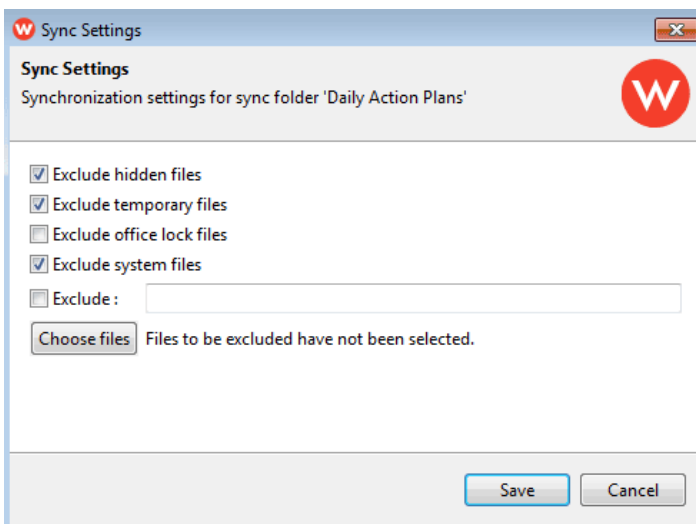 W Sync Settings
Sync Settings
Synchronization settings for sync folder 'Daily Action Plans'
W
Exclude hidden files
Exclude temporary files
Exclude office lock files
Exclude system files
Exclude :
Choose files Files to be excluded have not been selected.
Save Cancel